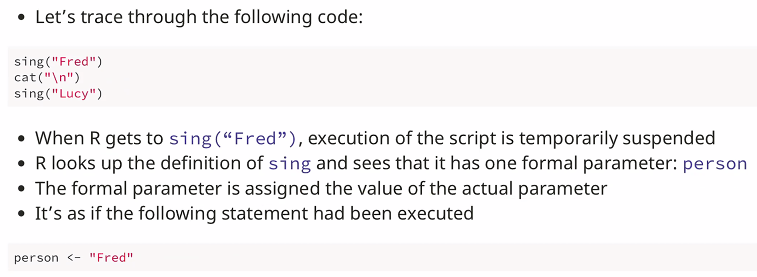 • Let’s trace through the following code:
sing("Fred")
cat("\n")
sing("Lucy")
• When R gets to sing(“Fred”), execution of the script is temporarily suspended
• R looks up the definition of sing and sees that it has one formal parameter: person
• The formal parameter is assigned the value of the actual parameter
• It’s as if the following statement had been executed
person <- "Fred"